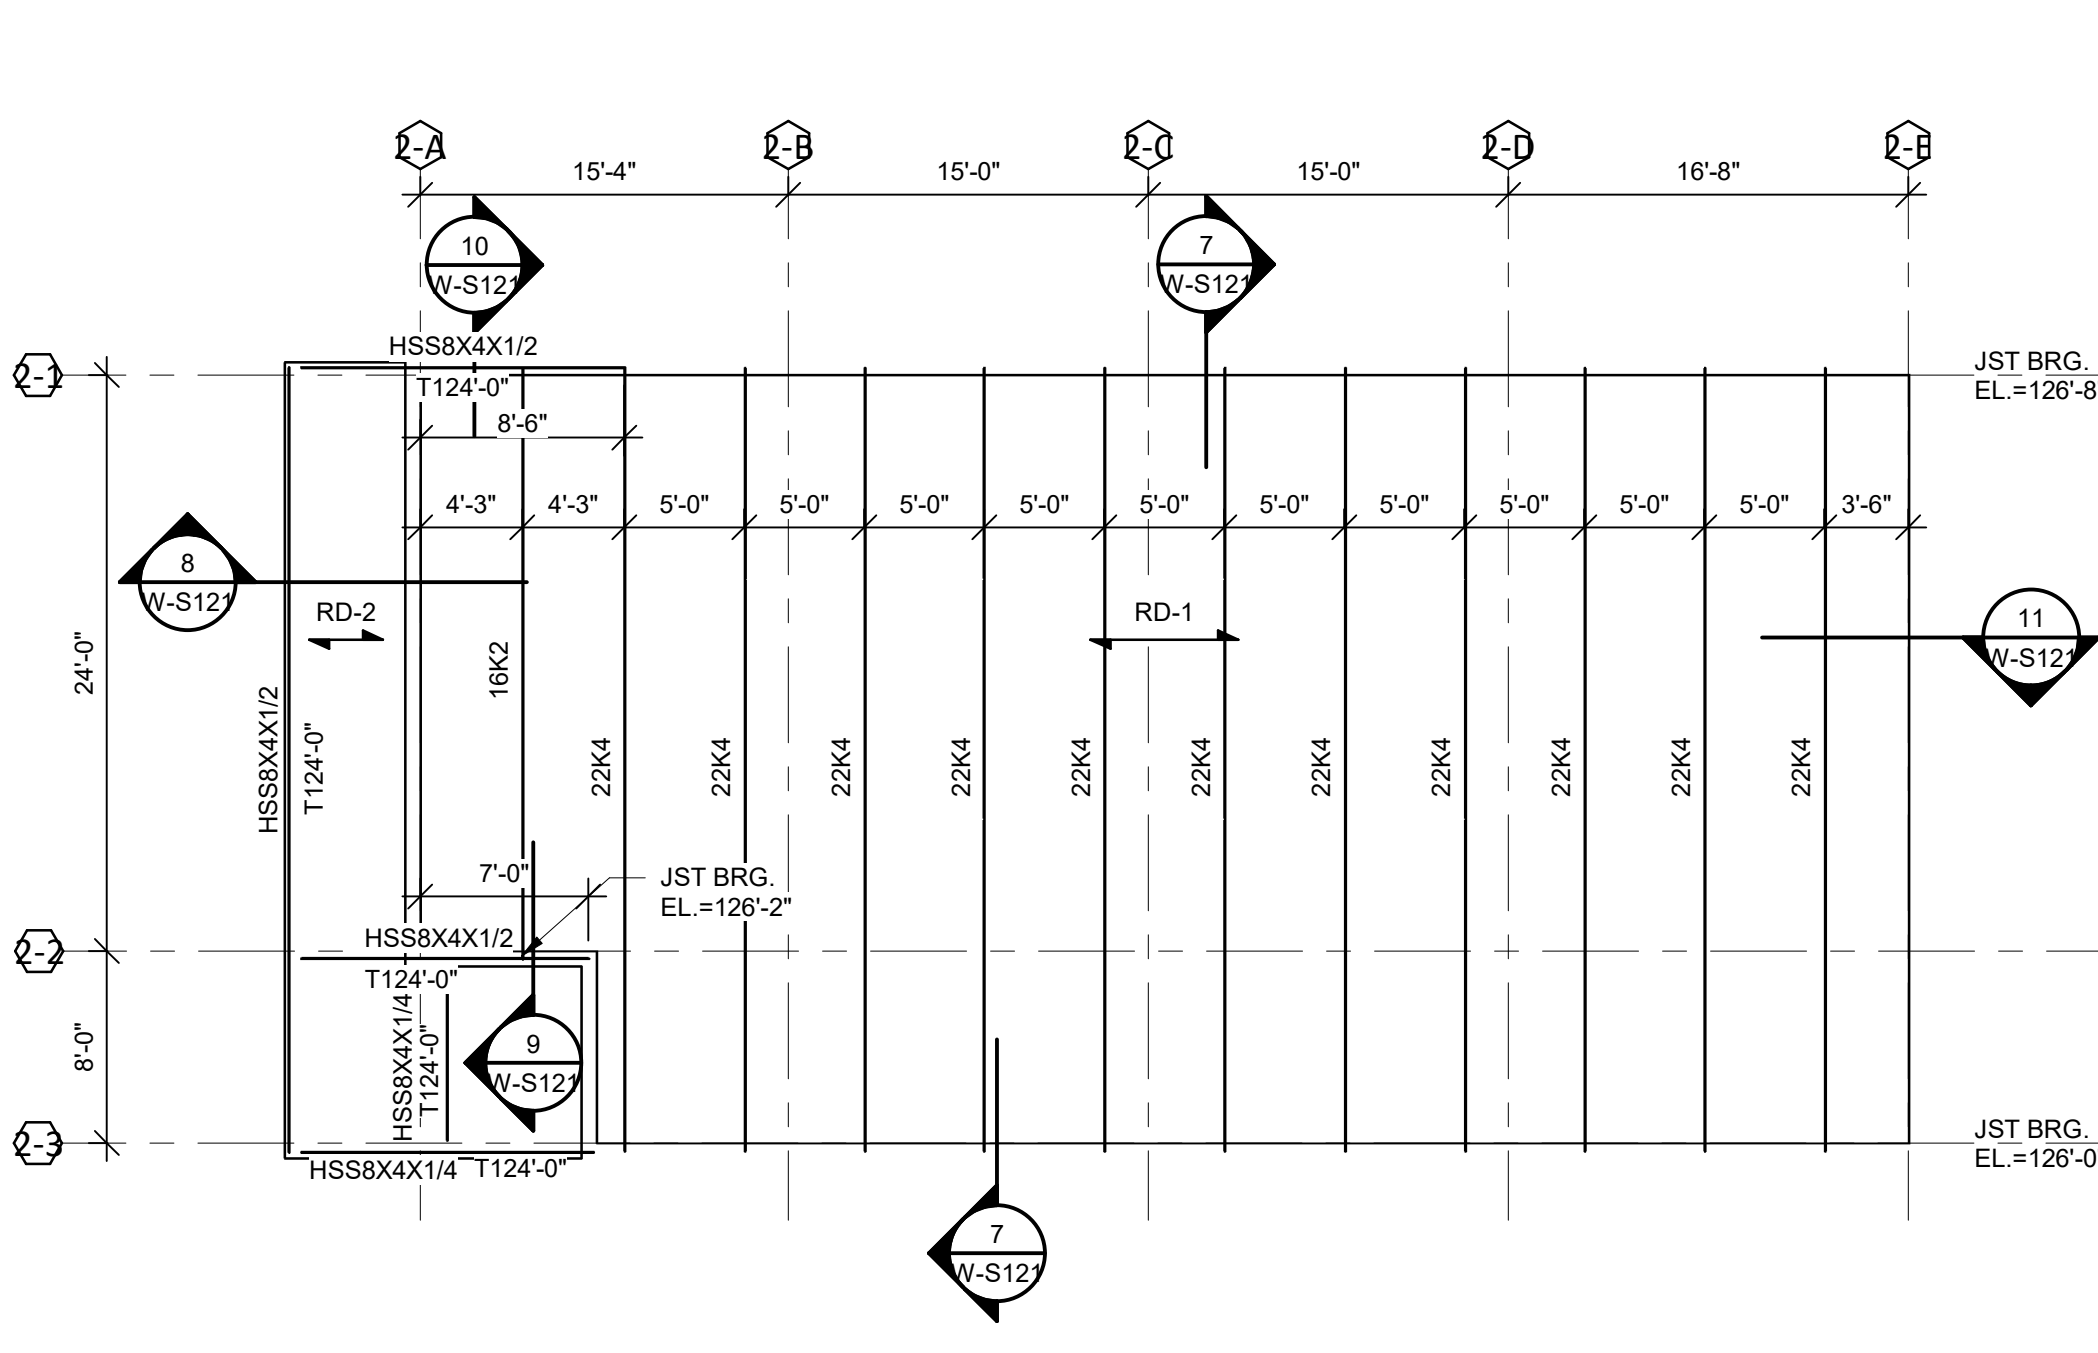 2-A
2-B
2-C
2-D
2-E
15'-4"
15'-0"
15'-0"
16'-8"
10
W-S121
7
W-S121
HSS8X4X1/2
T124'-0"
2-1
JST BRG.
EL.=126'-8
8'-6"
4'-3"
4'-3"
5'-0"
5'-0"
5'-0"
5'-0"
5'-0"
5'-0"
5'-0"
5'-0"
5'-0"
5'-0"
3'-6"
8
W-S121
RD-2
RD-1
11
W-S121
24'-0"
16K2
HSS8X4X1/2
T124'-0"
22K4
22K4
22K4
22K4
22K4
22K4
22K4
22K4
22K4
22K4
22K4
7'-0"
JST BRG.
EL.=126'-2"
2-2
HSS8X4X1/2
T124'-0"
8'-0"
HSS8X4X1/4
T124'-0"
9
W-S121
2-3
JST BRG.
EL.=126'-0
HSS8X4X1/4
T124'-0"
7
W-S121